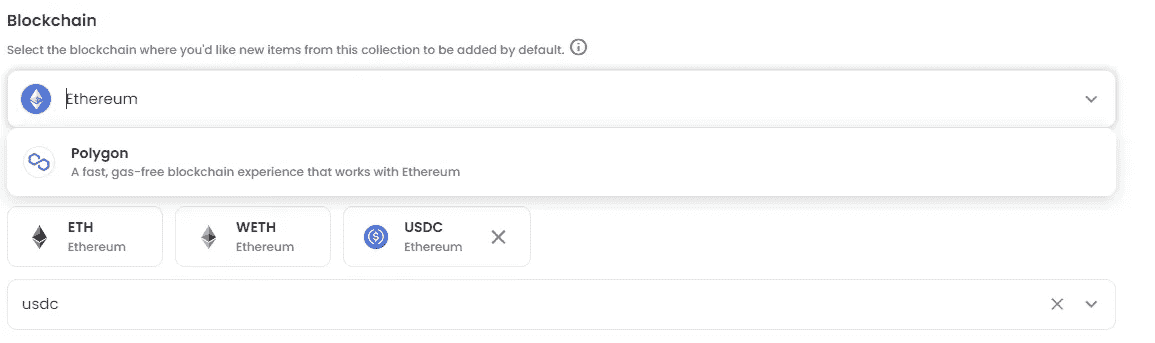 Blockchain
Select the blockchain where you'd like new items from this collection to be added by default.
Ethereum
Polygon
A fast, gas-free blockchain experience that works with Ethereum
ETH
Ethereum
WETH
Ethereum
USDC
Ethereum
usdc